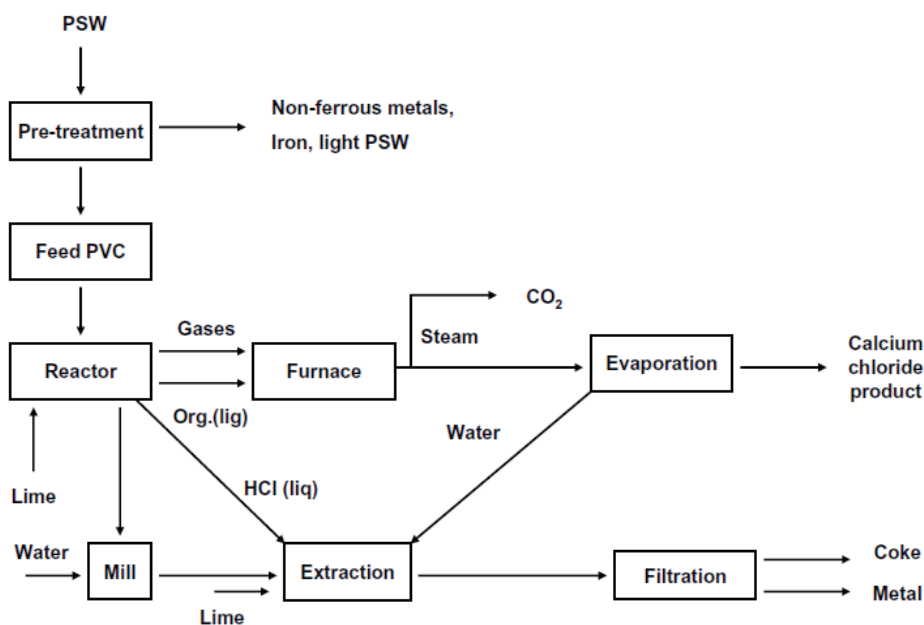 PSW
Pre-treatment
Non-ferrous metals,
Iron, light PSW
Feed PVC
CO₂
Gases
Steam
Reactor
Furnace
Evaporation
Calcium
chloride
product
Org.(lig)
Water
HCl (liq)
Lime
Water
Mill
Extraction
Filtration
Coke
Metal
Lime